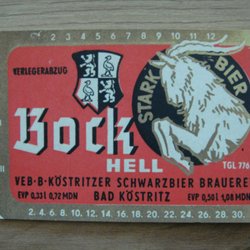 1 2 3 4 5 6 7 8 9 10 11 12
VERLEGERABZUG
STARK BIER
Bock
HELL
TGL 776
VEB·B·KÖSTRITZER SCHWARZBIER BRAUERE
EVP 0,33 l 0,72 MDN BAD KÖSTRITZ EVP 0,50 l 1,08 MDN
2. 4. 6. 8. 10. 12. 14. 16. 18. 20. 22. 24. 26. 28. 30.